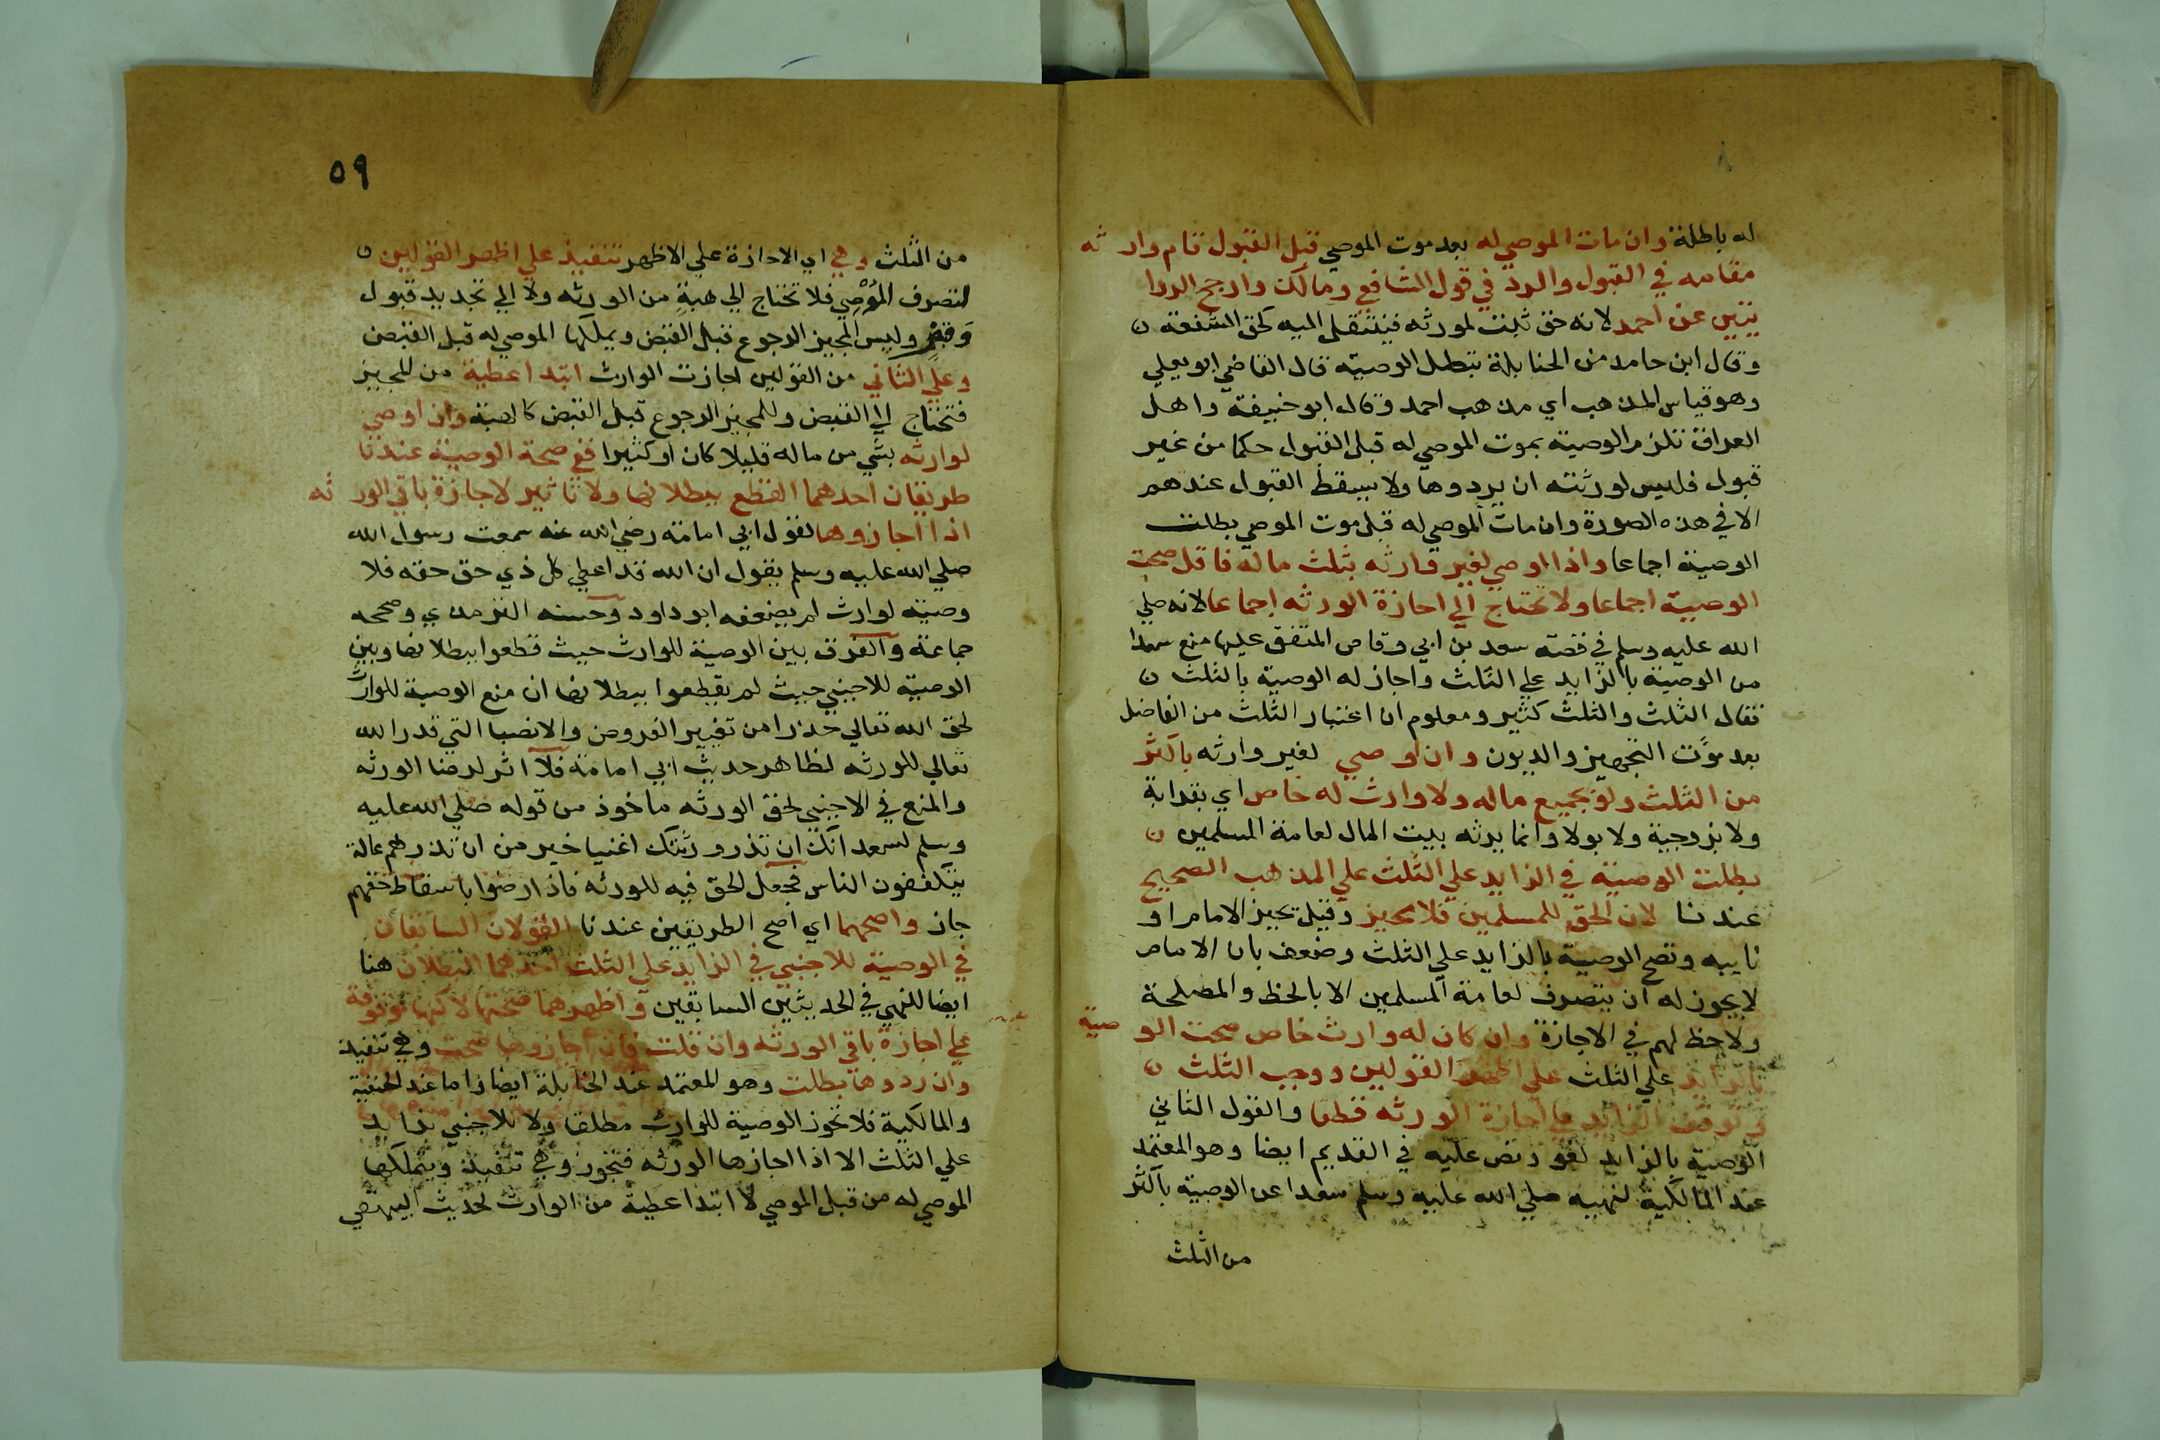 له باطلة وان مات الموصي له بعد موت الموصي قبل القبول قام وارثه
مقامه في القبول والرد في قول الشافعي ومالك وارجح الروا
يتين عن احمد لانه حق ثبت لمورثه فينتقل اليه كحق الشفعة ن
وقال ابن حامد من الحنابلة تبطل الوصية قال القاضي ابو يعلي
وهو قياس المذهب اي مذهب احمد وقال ابو حنيفة واهل
العراق تلزم الوصية بموت الموصي له قبل القبول حكما من غير
قبول فليس لورثته ان يردوها ولا يسقط القبول عندهم
الا في هذه الصورة وان مات الموصي له قبل موت الموصي بطلت
الوصية اجماعا واذا اوصي لغير وارثه بثلث ماله فاقل صحت
الوصية اجماعا ولا تحتاج الي اجازة الورثه اجماعا لانه صلي
الله عليه وسلم في قصة سعد بن ابي وقاص المتفق عليها منع سعدا
من الوصية بالزايد علي الثلث واجاز له الوصية بالثلث ن
فقال الثلث والثلث كثير ومعلوم ان اعتبار الثلث من الفاضل
بعد مؤن التجهيز والديون وان اوصي لغير وارثه باكثر
من الثلث ولو بجميع ماله ولا وارث له خاص اي بقرابة
ولا بزوجية ولا بولا وانما يرثه بيت المال لعامة المسلمين ن
بطلت الوصية في الزايد علي الثلث علي المذهب الصحيح
عندنا لان الحق للمسلمين فلا مجيز وقيل يجيز الامام او
نايبه وتصح الوصية بالزايد علي الثلث وضعف بان الامام
لا يجوز له ان يتصرف لعامة المسلمين الا بالحظ والمصلحة
ولا حظ لهم في الاجازة وان كان له وارث خاص صحت الوصية
بالزايد علي الثلث علي اظهر القولين ووجب الثلث ن
وتوقف الزايد علي اجازة الورثه قطعا والقول الثاني
الوصية بالزايد لغو ونص عليه في القديم ايضا وهو المعتمد
عند المالكية لنهيه صلي الله عليه وسلم سعدا عن الوصية باكثر
من الثلث
٥٩
من الثلث وهي اي الاجازة علي الاظهر تنفيذ علي اظهر القولين ن
لتصرف الموصي فلا تحتاج الي هبة من الورثه ولا الي تجديد قبول
وقبض وليس للمجيز الرجوع قبل القبض ويملكها الموصي له قبل القبض
وعلي الثاني من القولين اجازت الوارث ابتدا عطية من المجيز
فتحتاج الي القبض وللمجيز الرجوع قبل القبض كالهبة وان اوصي
لوارثه بشي من ماله قليلا كان او كثيرا ففي صحة الوصية عندنا
طريقان احدهما القطع ببطلانها ولا تاثير لاجازة باقي الورثه
اذا اجازوها لقول ابي امامة رضي الله عنه سمعت رسول الله
صلي الله عليه وسلم يقول ان الله قد اعطي كل ذي حق حقه فلا
وصية لوارث لم يضعفه ابو داود وحسنه الترمذي وصححه
جماعة والفرق بين الوصية للوارث حيث قطعوا ببطلانها وبين
الوصية للاجنبي حيث لم يقطعوا ببطلانها ان منع الوصية للوارث
لحق الله تعالي حذرا من تغيير الفروض والانصبا التي قدر الله
تعالي للورثه لظاهر حديث ابي امامة فلا اثر لرضا الورثه
والمنع في الاجنبي لحق الورثه ماخوذ من قوله صلي الله عليه
وسلم لسعد انك ان تذر ورثتك اغنيا خير من ان تذرهم عالة
يتكففون الناس فجعل الحق فيه للورثه فاذا رضوا باسقاط حقهم
جاز واصحهما اي اصح الطريقين عندنا القولان السابقان
في الوصية للاجنبي في الزايد علي الثلث احدهما البطلان هنا
ايضا للنهي في الحديثين السابقين واظهرهما صحتها لاكنها موقوفة
علي اجازة باقي الورثه وان قلت فان اجازوها صحت وهي تنفيذ
وان ردوها بطلت وهو المعتمد عند الحنابلة ايضا واما عند الحنفية
والمالكية فلا تجوز الوصية للوارث مطلقا ولا للاجنبي بزايد
علي الثلث الا اذا اجازها الورثه فتجوز وهي تنفيذ ويتملكها
الموصي له من قبل الموصي لا ابتدا عطية من الوارث لحديث البيهقي